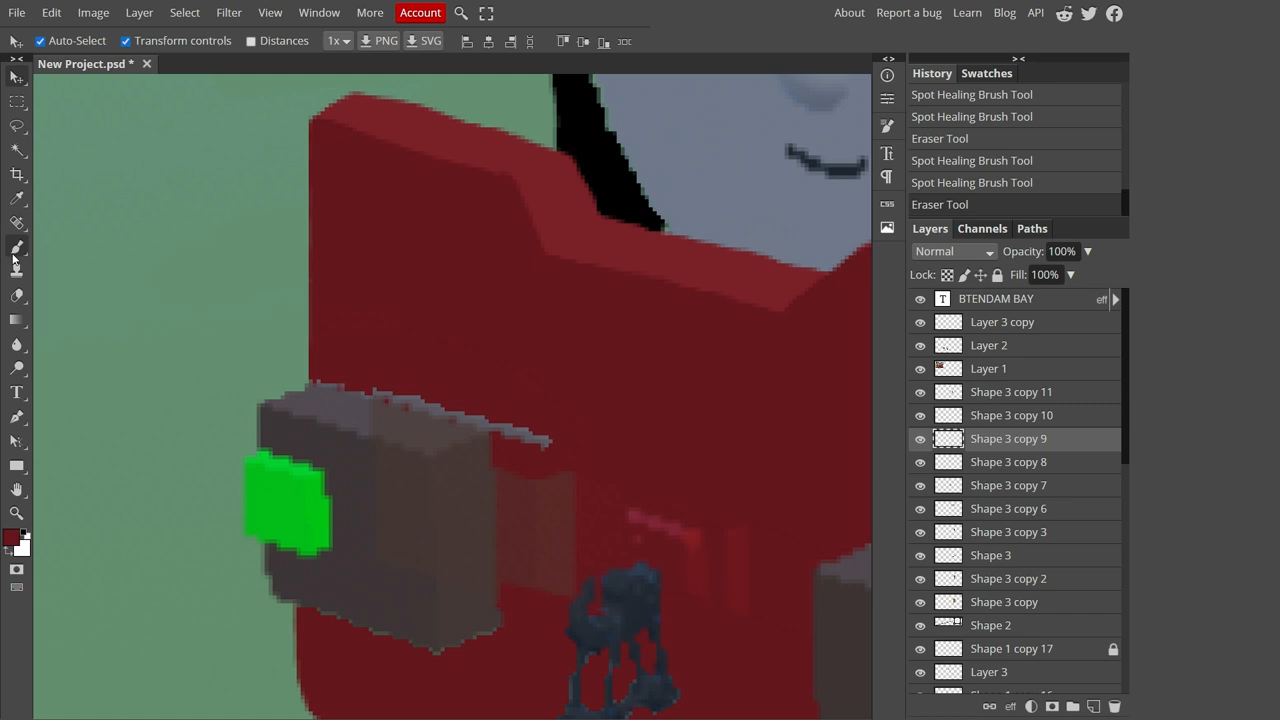 File Edit Image Layer Select Filter View Window More Account About Report a bug Learn Blog API
Auto-Select Transform controls Distances 1x PNG SVG
New Project.psd *
History Swatches
Spot Healing Brush Tool
Spot Healing Brush Tool
Eraser Tool
Spot Healing Brush Tool
Spot Healing Brush Tool
Eraser Tool
Layers Channels Paths
Normal Opacity: 100%
Lock: Fill: 100%
T BTENDAM BAY eff
Layer 3 copy
Layer 2
Layer 1
Shape 3 copy 11
Shape 3 copy 10
Shape 3 copy 9
Shape 3 copy 8
Shape 3 copy 7
Shape 3 copy 6
Shape 3 copy 3
Shape 3
Shape 3 copy 2
Shape 3 copy
Shape 2
Shape 1 copy 17
Layer 3
eff
CSS